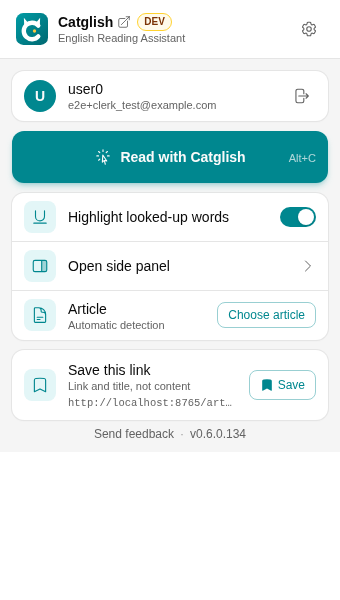 Catglish DEV
English Reading Assistant
U
user0
e2e+clerk_test@example.com
Read with Catglish Alt+C
Highlight looked-up words
Open side panel
Article
Automatic detection
Choose article
Save this link
Link and title, not content
http://localhost:8765/art…
Save
Send feedback · v0.6.0.134